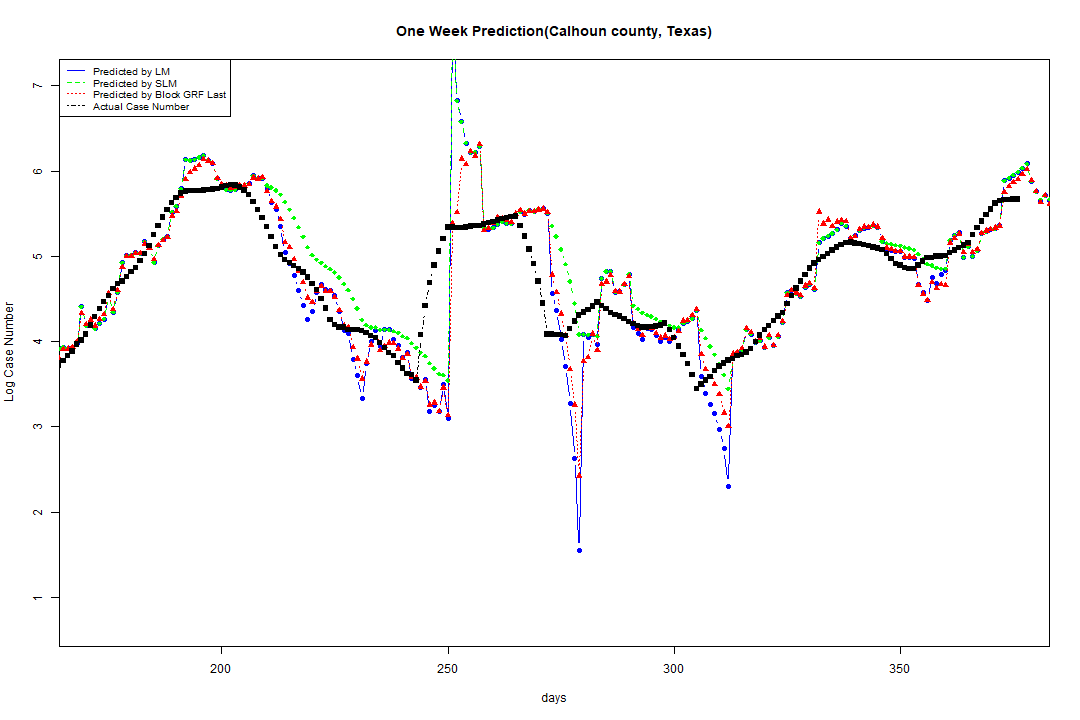 One Week Prediction(Calhoun county, Texas)
Predicted by LM
Predicted by SLM
Predicted by Block GRF Last
Actual Case Number
7
6
5
4
3
2
1
Log Case Number
200
250
300
350
days